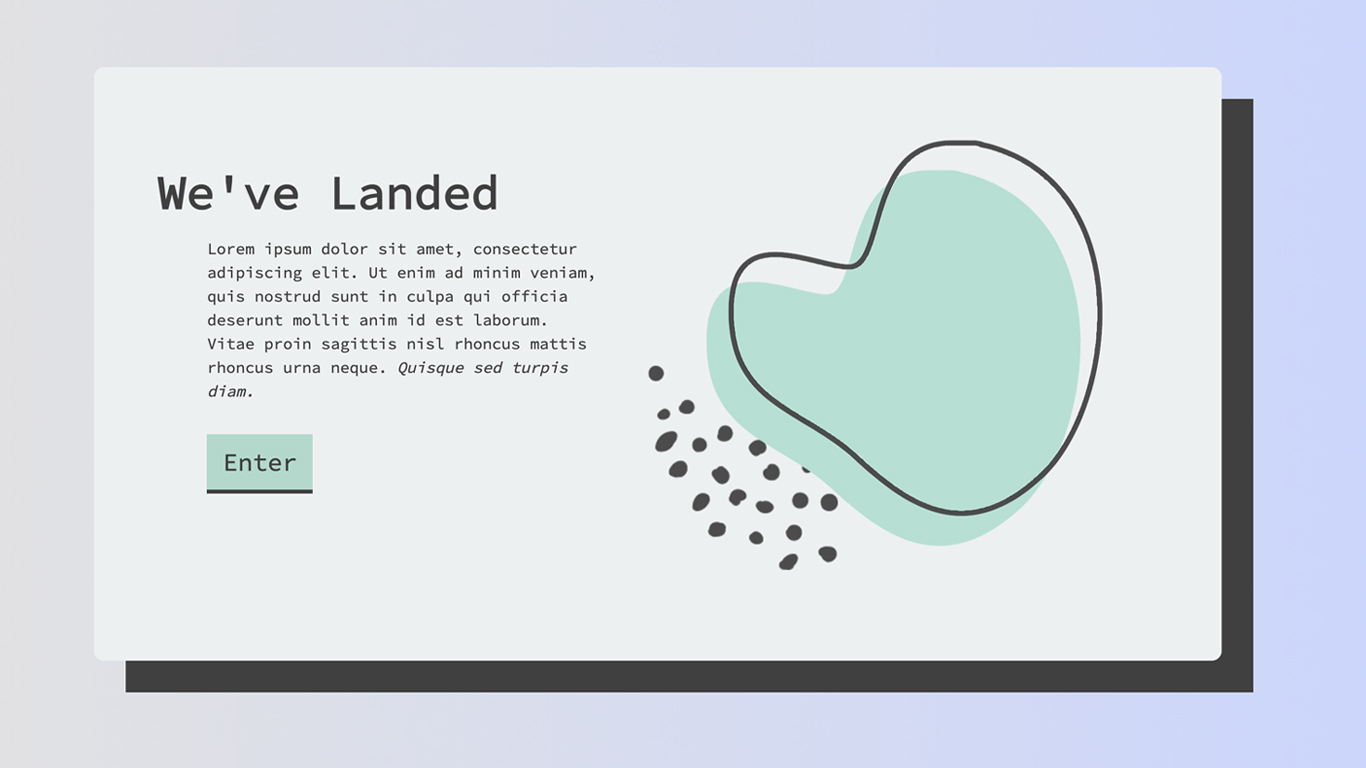 We've Landed
Lorem ipsum dolor sit amet, consectetur
adipiscing elit. Ut enim ad minim veniam,
quis nostrud sunt in culpa qui officia
deserunt mollit anim id est laborum.
Vitae proin sagittis nisl rhoncus mattis
rhoncus urna neque. Quisque sed turpis
diam.
Enter